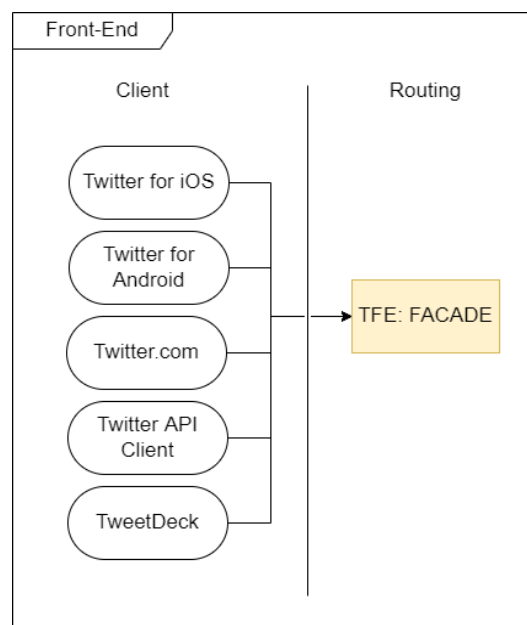 Front-End
Client
Routing
Twitter for iOS
Twitter for
Android
Twitter.com
Twitter API
Client
TweetDeck
TFE: FACADE